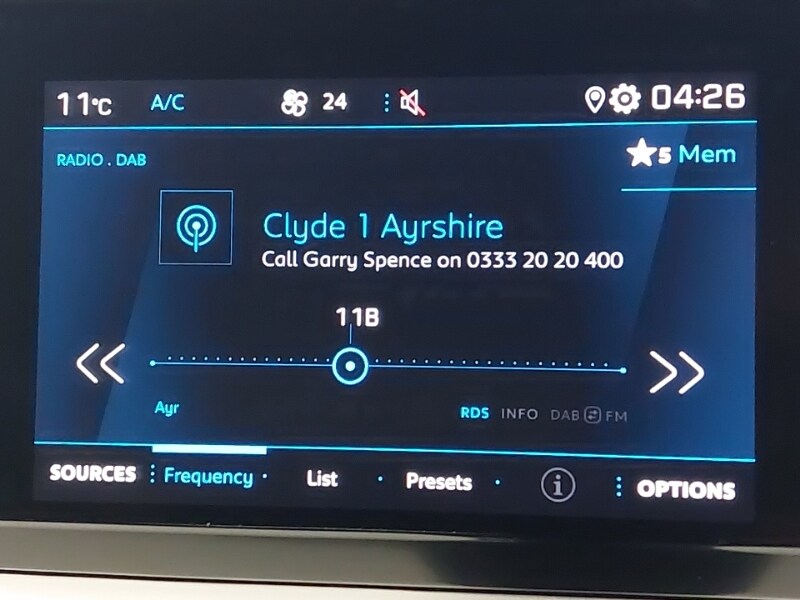 11°C A/C 24 04:26
RADIO . DAB 5 Mem
Clyde 1 Ayrshire
Call Garry Spence on 0333 20 20 400
11B
Ayr RDS INFO DAB FM
SOURCES Frequency List Presets i OPTIONS